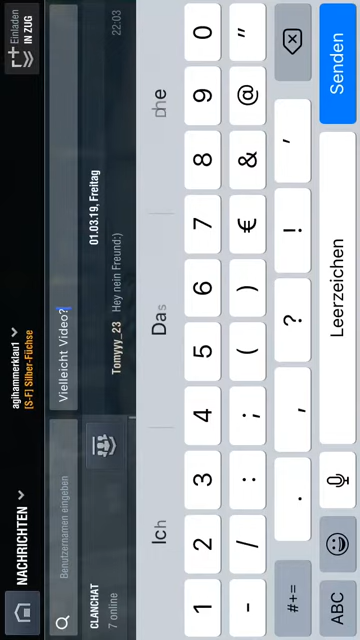 NACHRICHTEN
agihammerklau1
[S-F] Silber-Füchse
Einladen
IN ZUG
Benutzernamen eingeben
Vielleicht Video?
CLANCHAT
7 online
01.03.19, Freitag
22:03
Tomyyy_23 Hey nein Freund:)
Ich Das
1 2 3 4 5 6 7 8 9 0
- / : ; ( ) € & @ "
#+= . , ? ! '
ABC Leerzeichen Senden